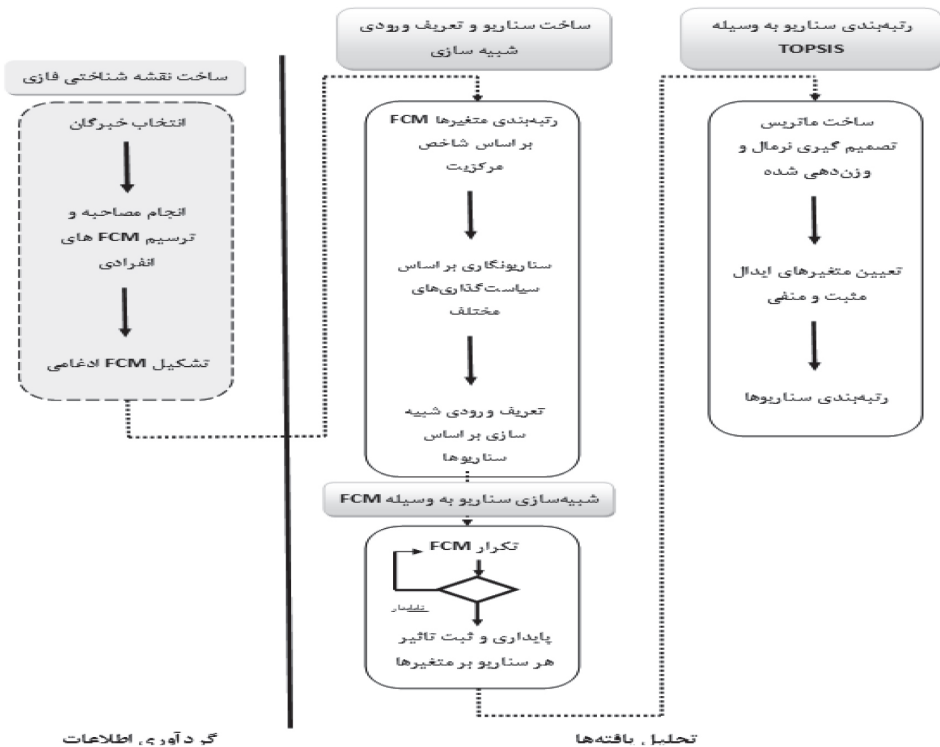 ساخت نقشه شناختی فازی
انتخاب خبرگان
انجام مصاحبه و
ترسیم FCM های
انفرادی
تشکیل FCM ادغامی
گردآوری اطلاعات
ساخت سناریو و تعریف ورودی
شبیه سازی
رتبه‌بندی متغیرها FCM
بر اساس شاخص
مرکزیت
سناریونگاری بر اساس
سیاست‌گذاری‌های
مختلف
تعریف ورودی شبیه
سازی بر اساس
سناریوها
شبیه‌سازی سناریو به وسیله FCM
تکرار FCM
ناپایدار
پایداری و ثبت تاثیر
هر سناریو بر متغیرها
رتبه‌بندی سناریو به وسیله
TOPSIS
ساخت ماتریس
تصمیم گیری نرمال و
وزن‌دهی شده
تعیین متغیرهای ایدال
مثبت و منفی
رتبه‌بندی سناریوها
تحلیل یافته‌ها